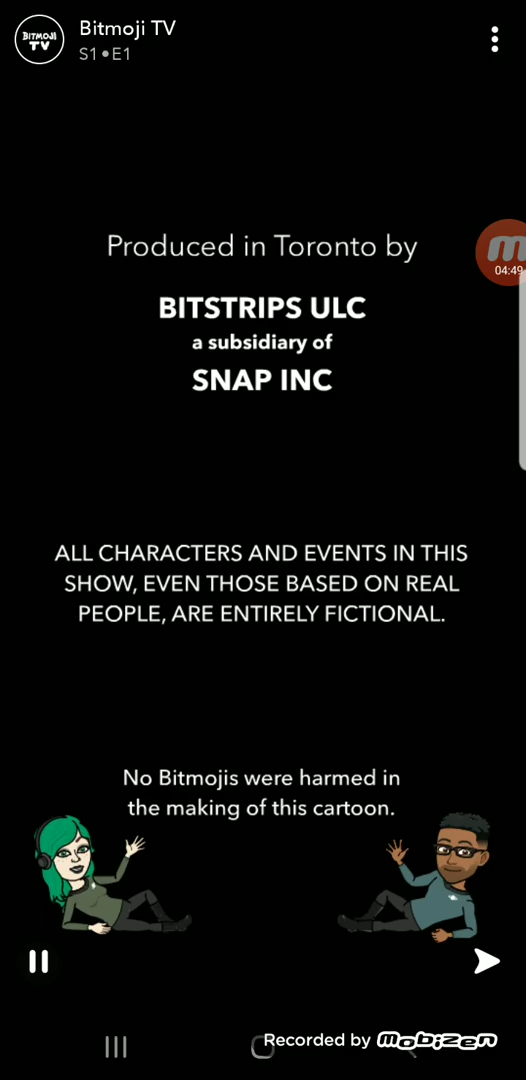 BITMOJI
TV
Bitmoji TV
S1•E1
Produced in Toronto by
04:49
BITSTRIPS ULC
a subsidiary of
SNAP INC
ALL CHARACTERS AND EVENTS IN THIS
SHOW, EVEN THOSE BASED ON REAL
PEOPLE, ARE ENTIRELY FICTIONAL.
No Bitmojis were harmed in
the making of this cartoon.
Recorded by Mobizen